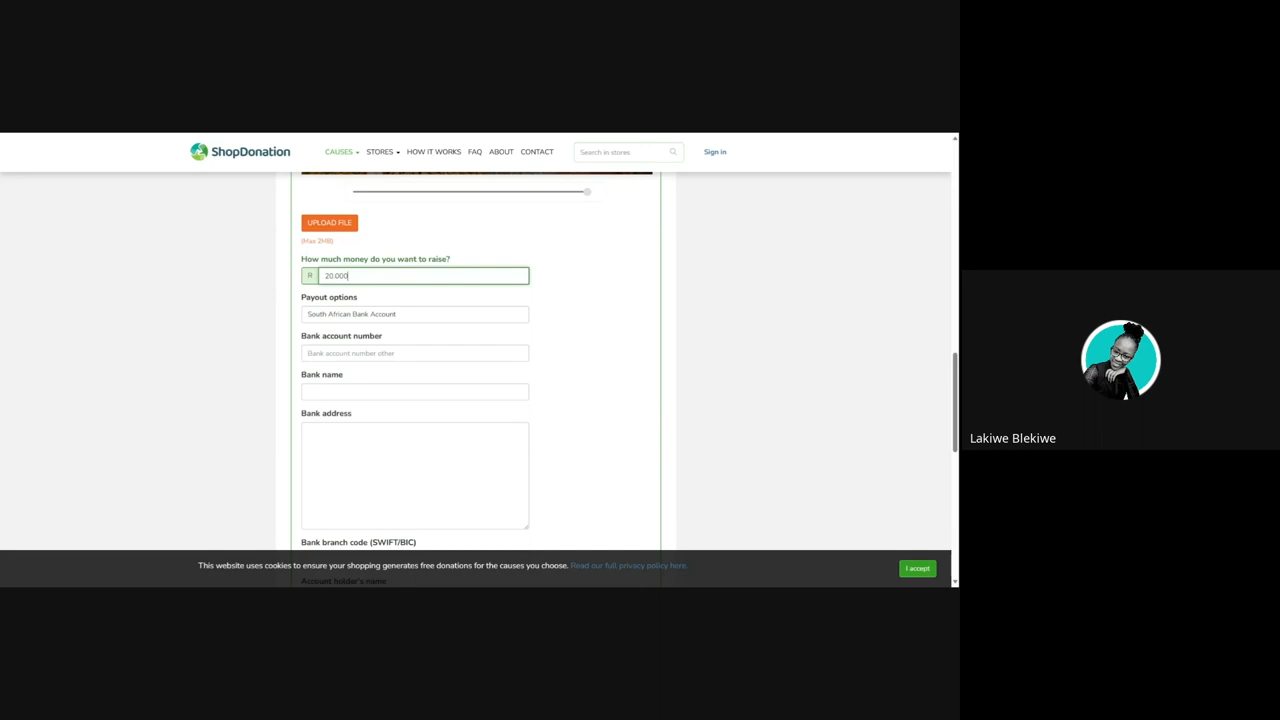 ShopDonation
CAUSES STORES HOW IT WORKS FAQ ABOUT CONTACT
Search in stores
Sign in
UPLOAD FILE
(Max 2MB)
How much money do you want to raise?
R 20.000
Payout options
South African Bank Account
Bank account number
Bank account number other
Bank name
Bank address
Bank branch code (SWIFT/BIC)
This website uses cookies to ensure your shopping generates free donations for the causes you choose. Read our full privacy policy here.
I accept
Account holder's name
Lakiwe Blekiwe